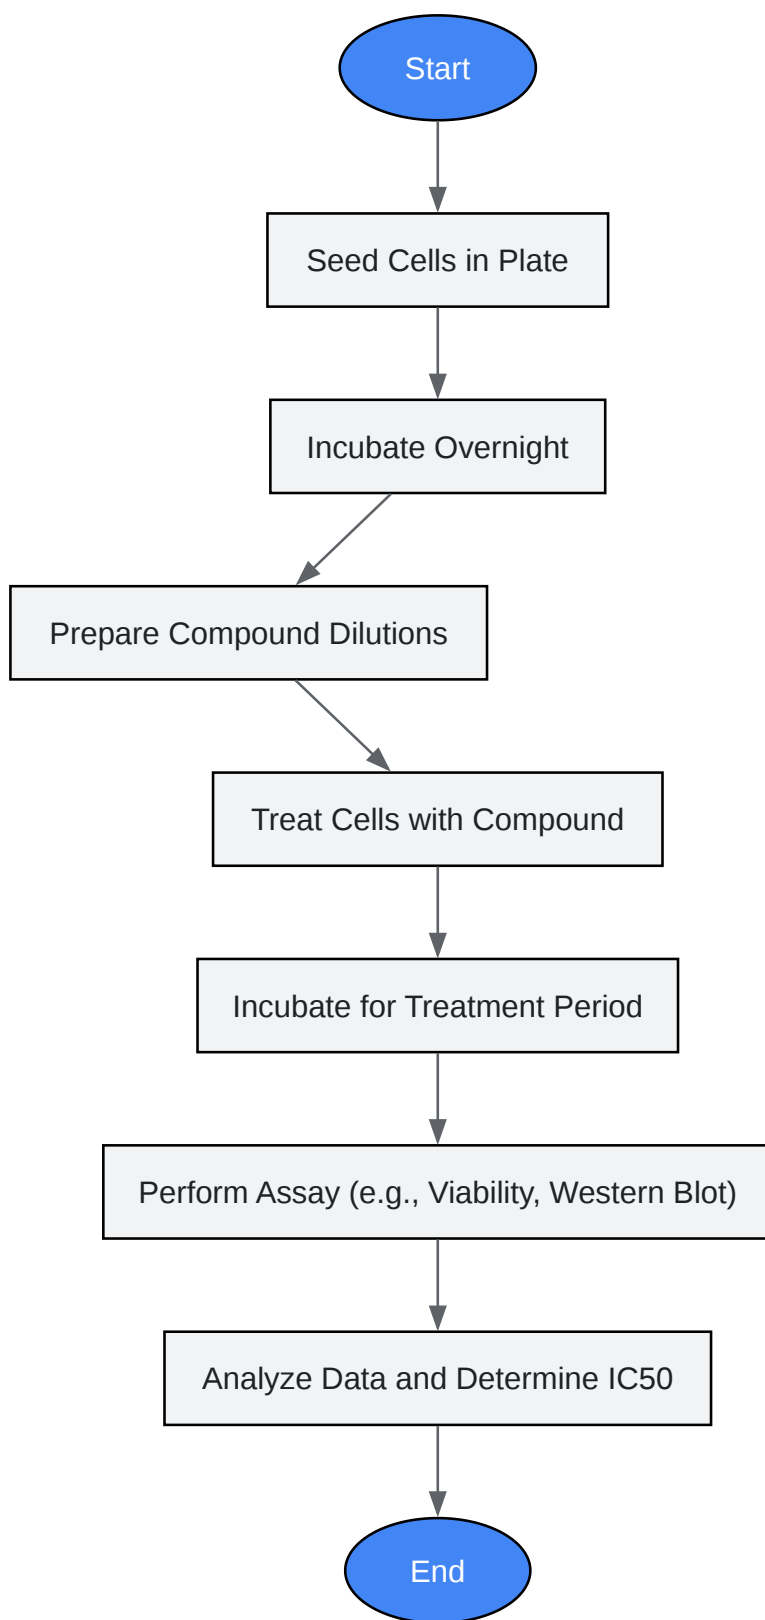 Start
Seed Cells in Plate
Incubate Overnight
Prepare Compound Dilutions
Treat Cells with Compound
Incubate for Treatment Period
Perform Assay (e.g., Viability, Western Blot)
Analyze Data and Determine IC50
End